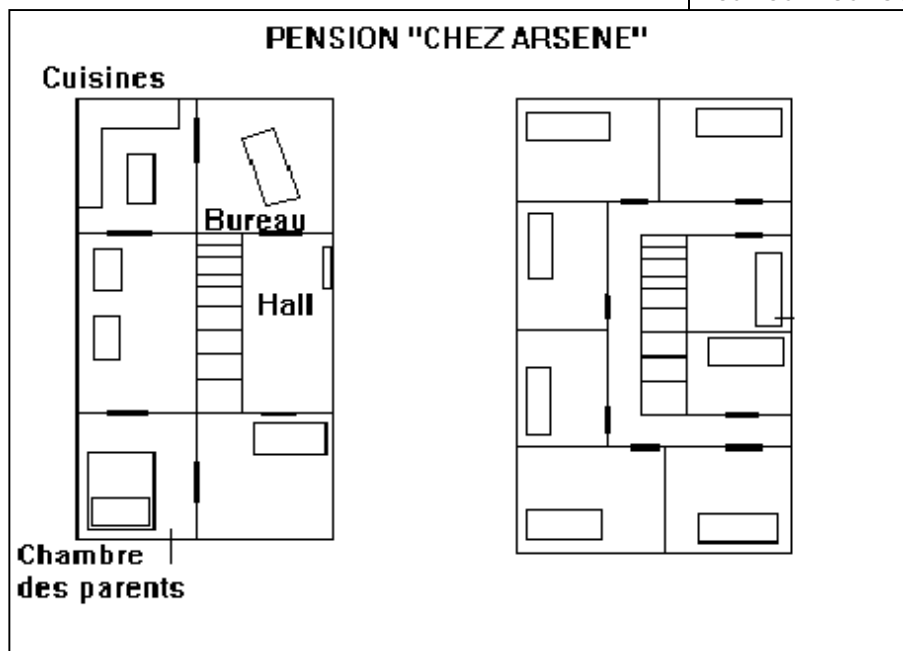 PENSION "CHEZ ARSENE"
Cuisines
Bureau
Hall
Chambre
des parents